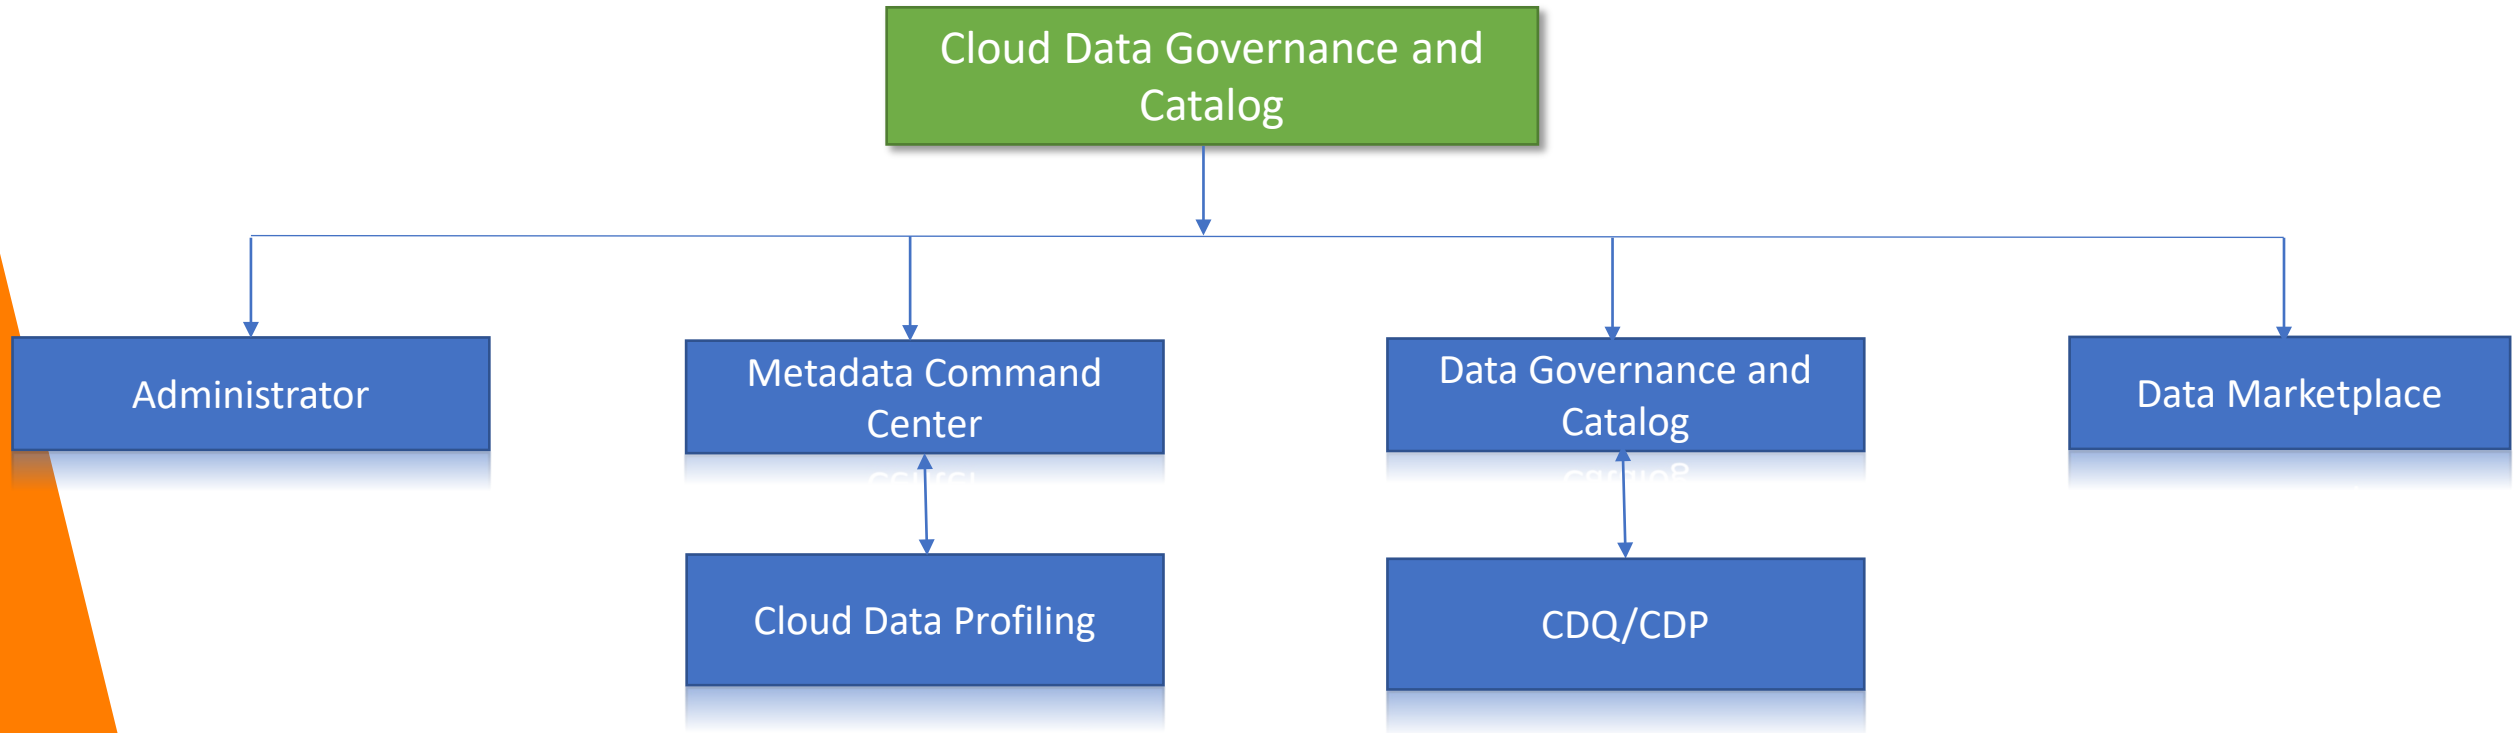 Cloud Data Governance and
Catalog
Administrator
Metadata Command
Center
Data Governance and
Catalog
Data Marketplace
Cloud Data Profiling
CDQ/CDP